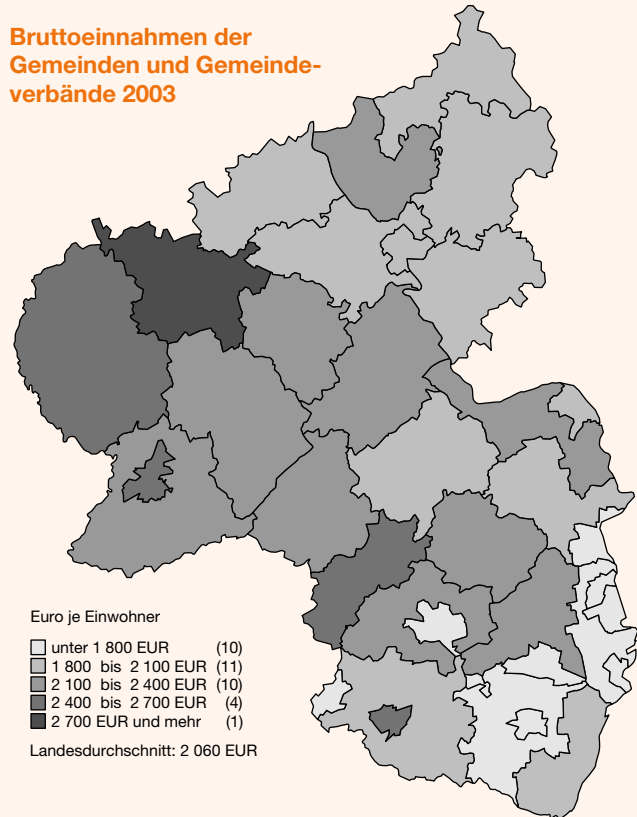 Bruttoeinnahmen der
Gemeinden und Gemeinde-
verbände 2003
Euro je Einwohner
unter 1 800 EUR (10)
1 800 bis 2 100 EUR (11)
2 100 bis 2 400 EUR (10)
2 400 bis 2 700 EUR (4)
2 700 EUR und mehr (1)
Landesdurchschnitt: 2 060 EUR